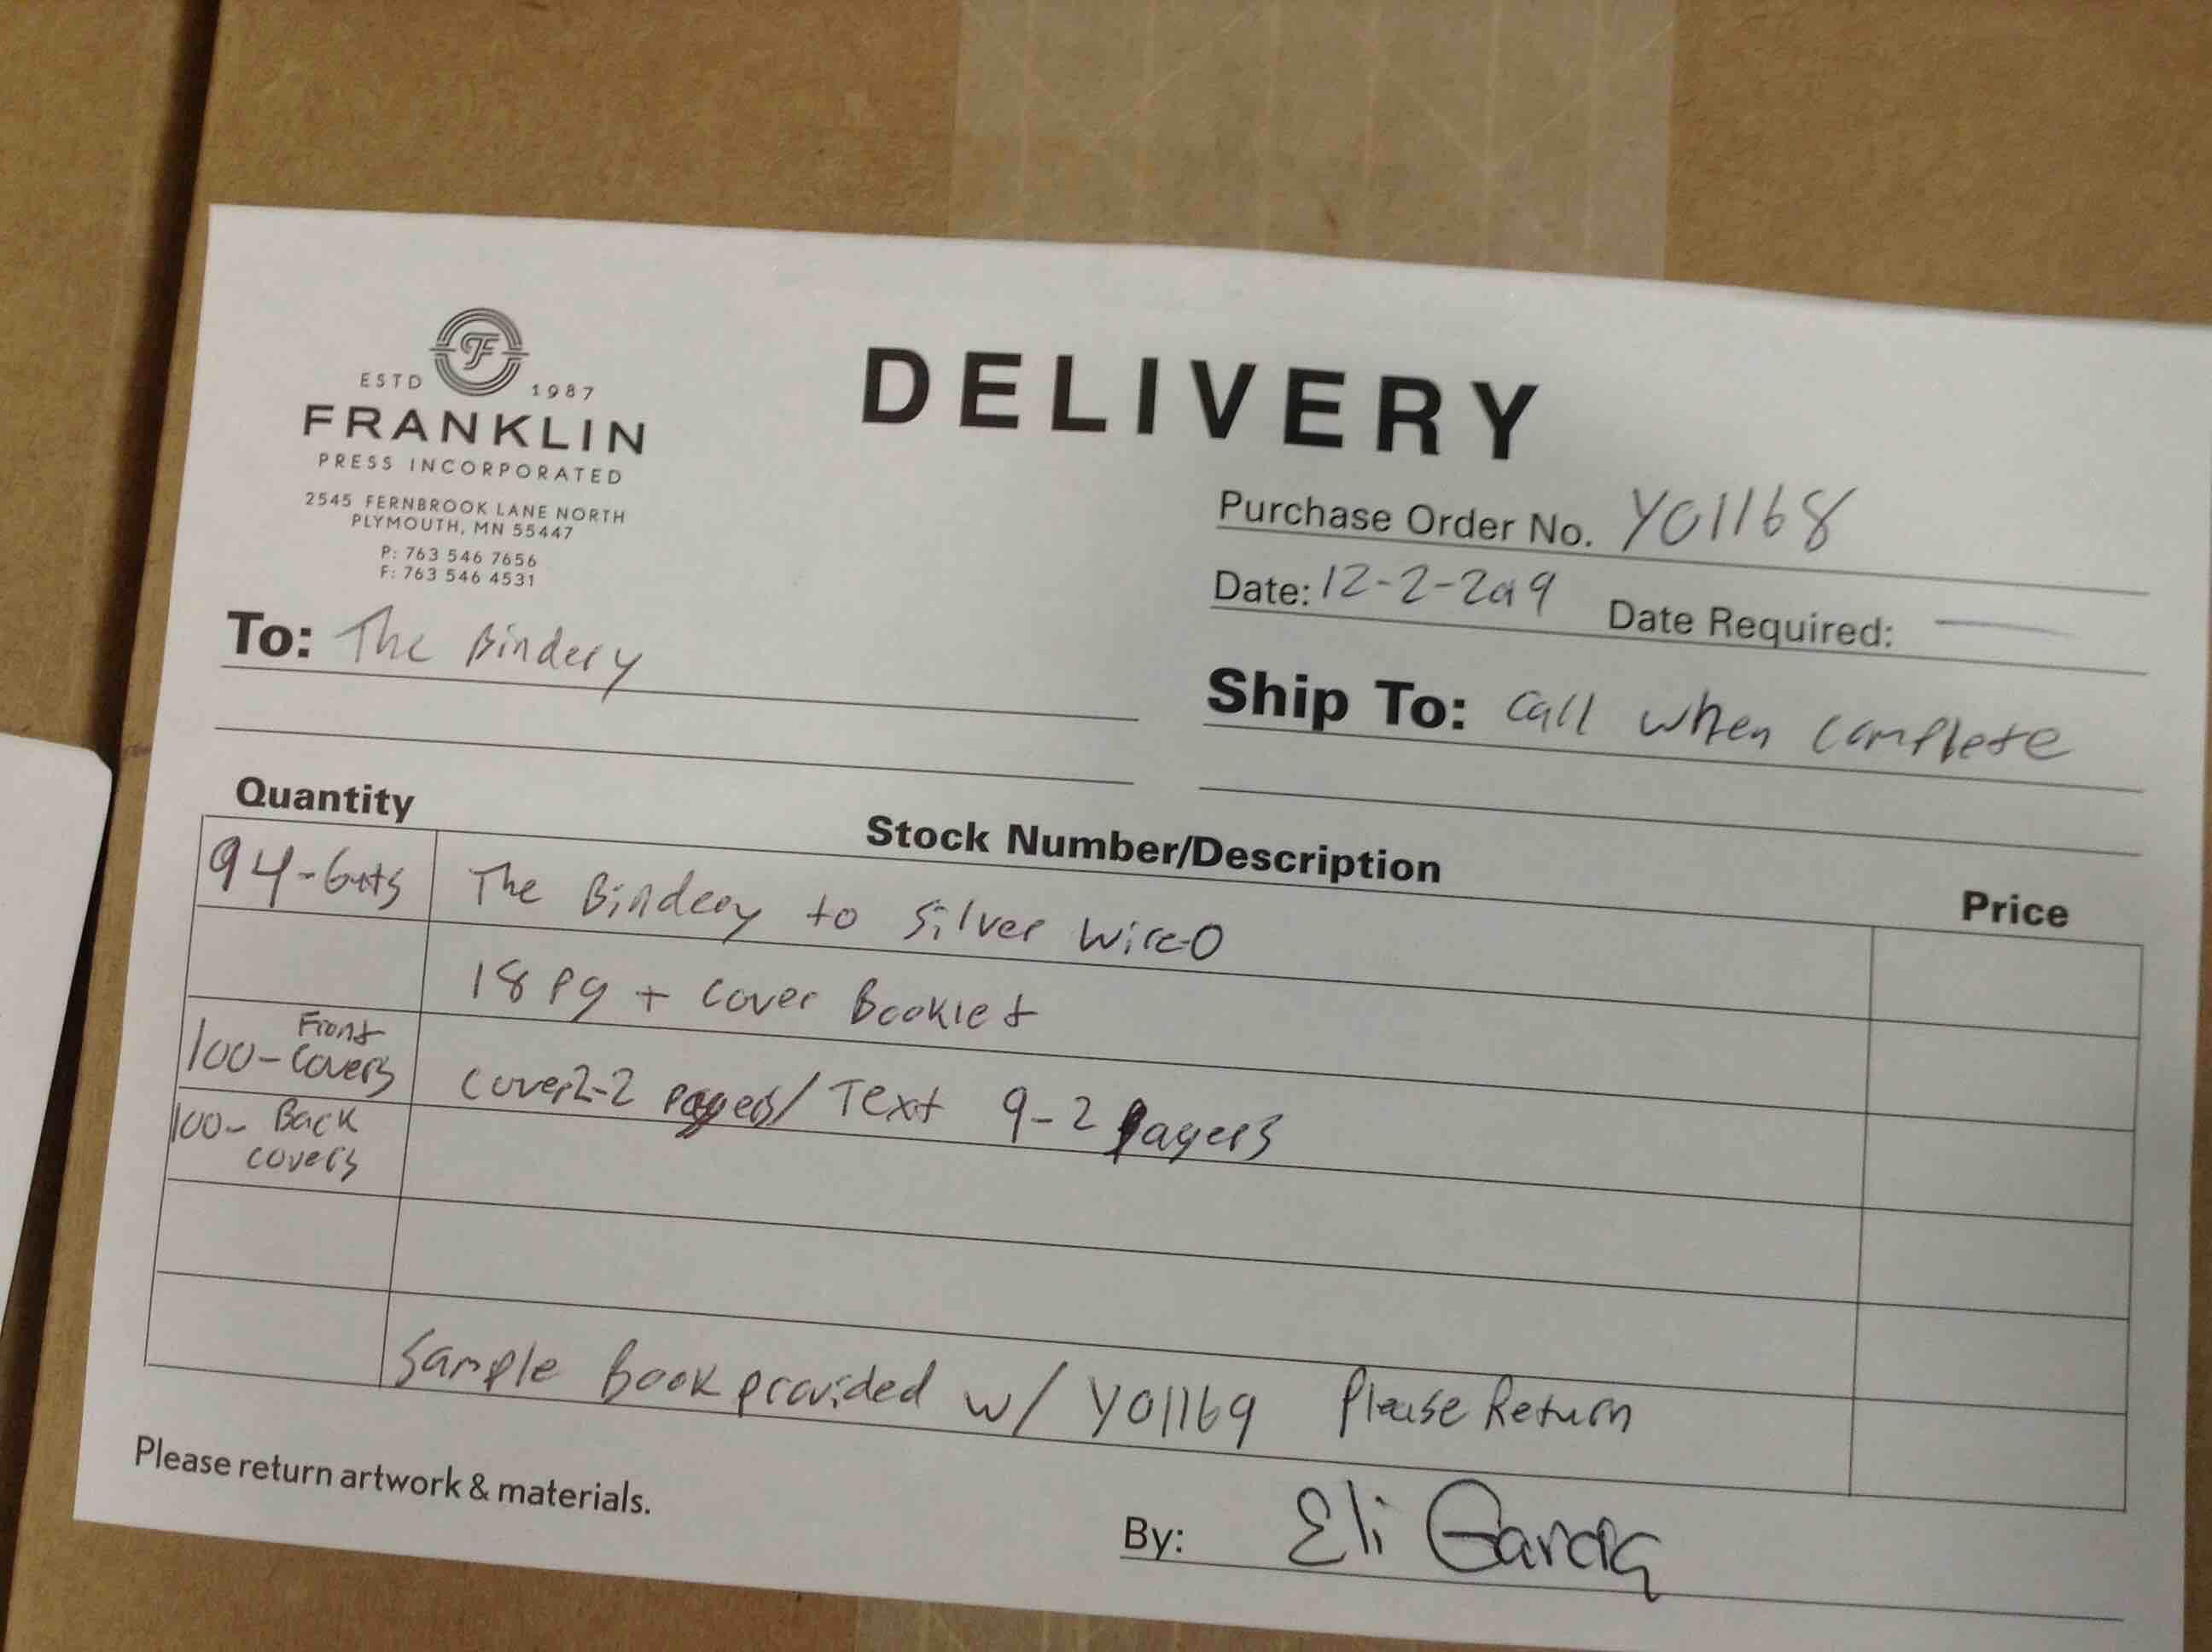 ESTD F 1987
FRANKLIN
PRESS INCORPORATED
2545 FERNBROOK LANE NORTH
PLYMOUTH, MN 55447
P: 763 546 7656
F: 763 546 4531
DELIVERY
Purchase Order No. Y01168
Date: 12-2-2019 Date Required: —
To: The Bindery
Ship To: Call when complete
Quantity Stock Number/Description Price
94-Guts The Bindery to Silver Wire-O
18 pg + cover Booklet
100- Front Covers cover 2-2 pagers/ Text 9-2 pagers
100- Back
covers
Sample Book provided w/ Y01169 Please Return
Please return artwork & materials.
By: Eli Garcia